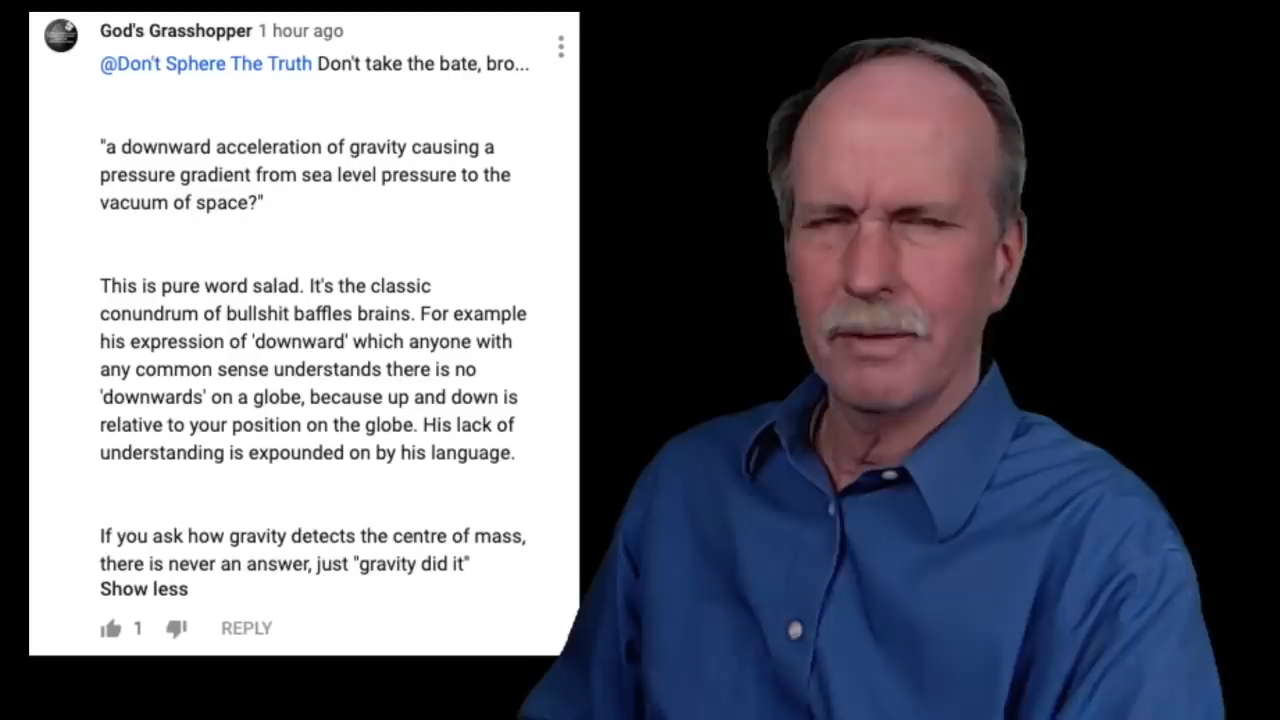 God's Grasshopper 1 hour ago
@Don't Sphere The Truth Don't take the bate, bro...
"a downward acceleration of gravity causing a
pressure gradient from sea level pressure to the
vacuum of space?"
This is pure word salad. It's the classic
conundrum of bullshit baffles brains. For example
his expression of 'downward' which anyone with
any common sense understands there is no
'downwards' on a globe, because up and down is
relative to your position on the globe. His lack of
understanding is expounded on by his language.
If you ask how gravity detects the centre of mass,
there is never an answer, just "gravity did it"
Show less
1 REPLY